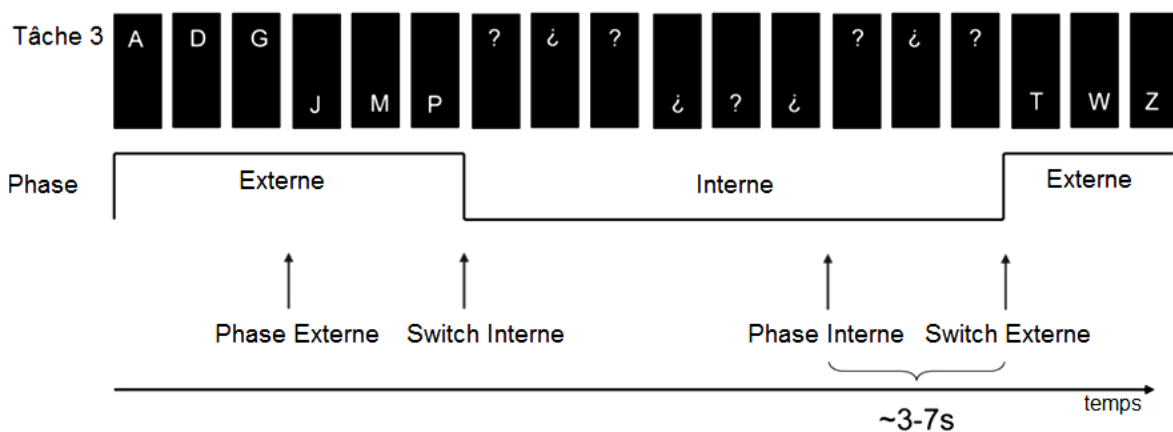 Tâche 3 A D G J M P ? ¿ ? ¿ ? ¿ ? ¿ ? T W Z
Phase Externe Interne Externe
Phase Externe Switch Interne Phase Interne Switch Externe
temps
~3-7s